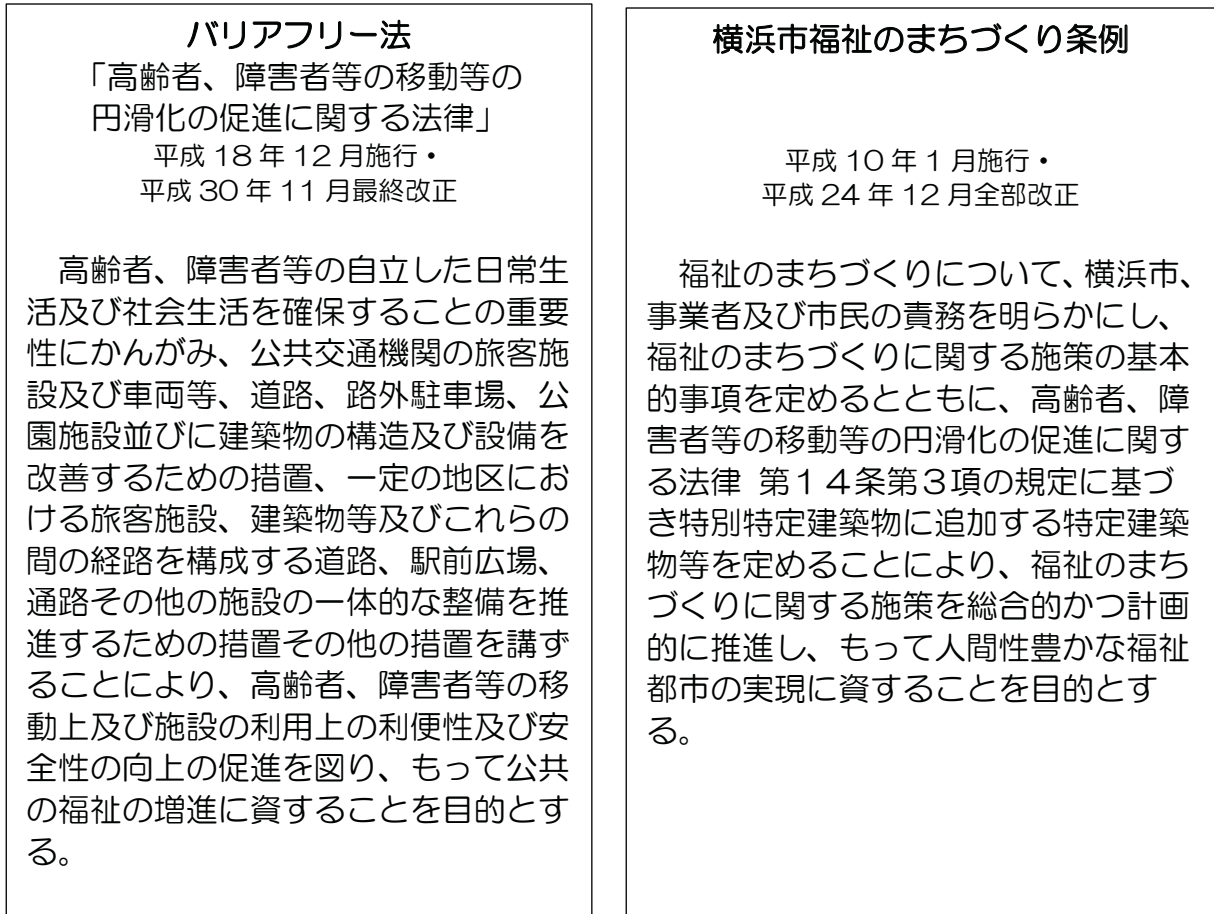 バリアフリー法
「高齢者、障害者等の移動等の
円滑化の促進に関する法律」
平成 18 年 12 月施行・
平成 30 年 11 月最終改正
高齢者、障害者等の自立した日常生
活及び社会生活を確保することの重要
性にかんがみ、公共交通機関の旅客施
設及び車両等、道路、路外駐車場、公
園施設並びに建築物の構造及び設備を
改善するための措置、一定の地区にお
ける旅客施設、建築物等及びこれらの
間の経路を構成する道路、駅前広場、
通路その他の施設の一体的な整備を推
進するための措置その他の措置を講ず
ることにより、高齢者、障害者等の移
動上及び施設の利用上の利便性及び安
全性の向上の促進を図り、もって公共
の福祉の増進に資することを目的とす
る。
横浜市福祉のまちづくり条例
平成 10 年 1 月施行・
平成 24 年 12 月全部改正
福祉のまちづくりについて、横浜市、
事業者及び市民の責務を明らかにし、
福祉のまちづくりに関する施策の基本
的事項を定めるとともに、高齢者、障
害者等の移動等の円滑化の促進に関す
る法律 第１４条第３項の規定に基づ
き特別特定建築物に追加する特定建築
物等を定めることにより、福祉のまち
づくりに関する施策を総合的かつ計画
的に推進し、もって人間性豊かな福祉
都市の実現に資することを目的とす
る。